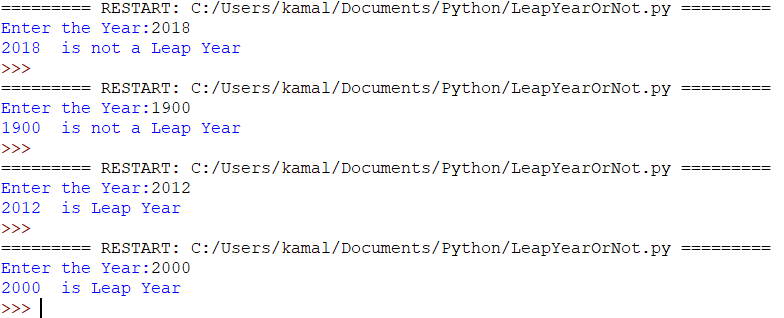 ========= RESTART: C:/Users/kamal/Documents/Python/LeapYearOrNot.py =========
Enter the Year:2018
2018  is not a Leap Year
>>>
========= RESTART: C:/Users/kamal/Documents/Python/LeapYearOrNot.py =========
Enter the Year:1900
1900  is not a Leap Year
>>>
========= RESTART: C:/Users/kamal/Documents/Python/LeapYearOrNot.py =========
Enter the Year:2012
2012  is Leap Year
>>>
========= RESTART: C:/Users/kamal/Documents/Python/LeapYearOrNot.py =========
Enter the Year:2000
2000  is Leap Year
>>>